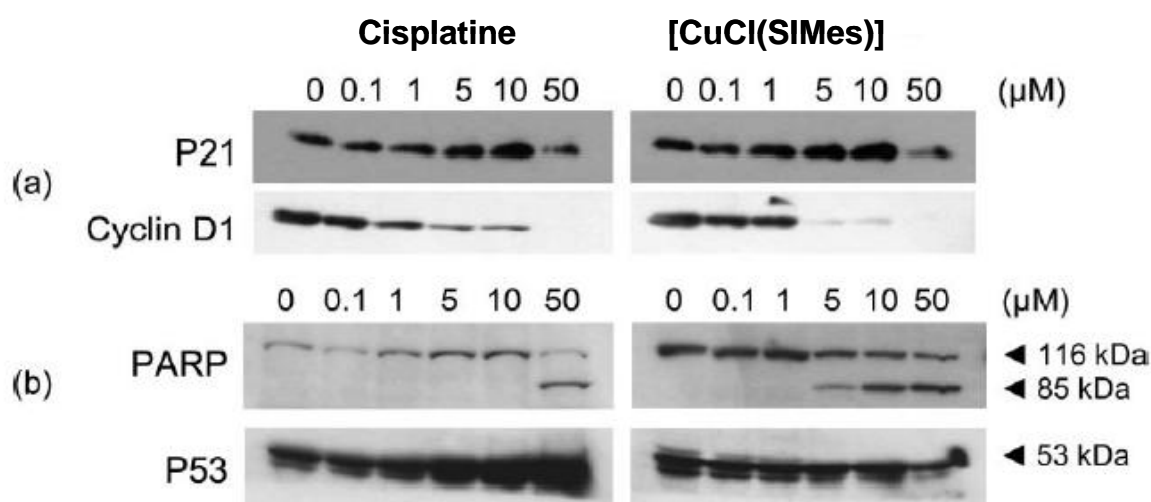 Cisplatine [CuCl(SIMes)]
0 0.1 1 5 10 50 0 0.1 1 5 10 50 (µM)
P21
(a)
Cyclin D1
0 0.1 1 5 10 50 0 0.1 1 5 10 50 (µM)
PARP ◄ 116 kDa
(b) ◄ 85 kDa
P53 ◄ 53 kDa